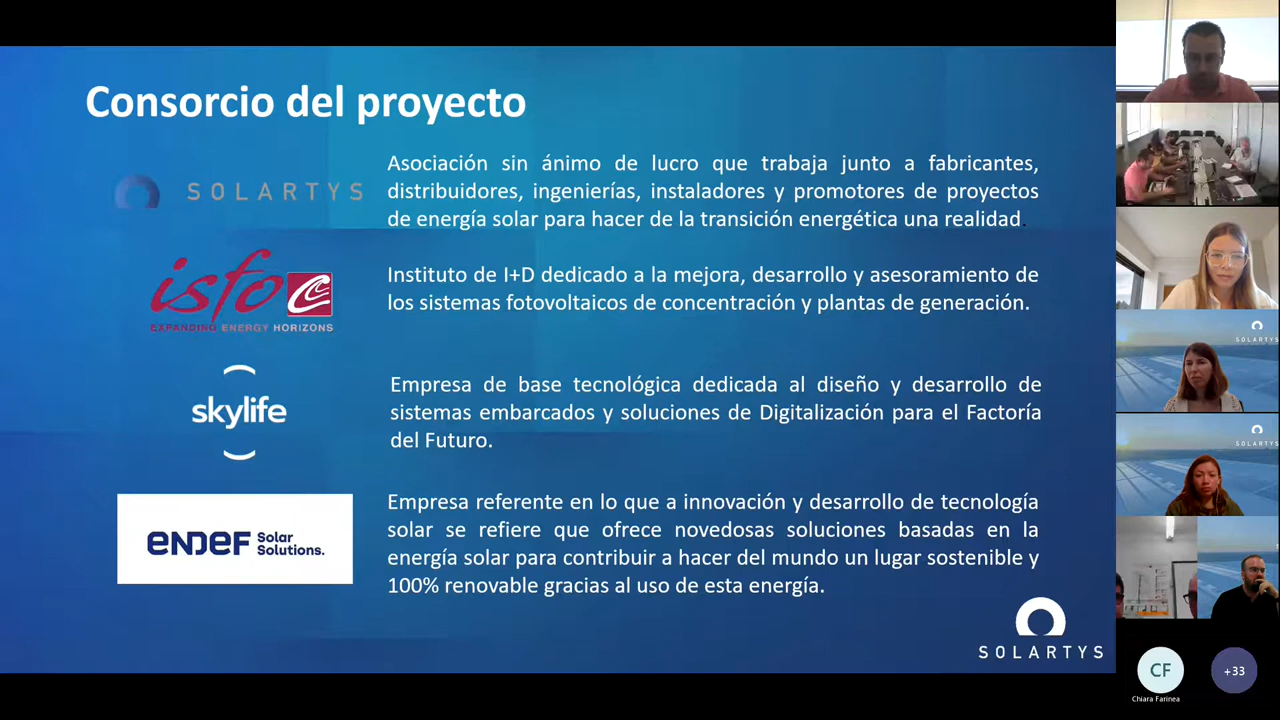 Consorcio del proyecto
SOLARTYS
Asociación sin ánimo de lucro que trabaja junto a fabricantes,
distribuidores, ingenierías, instaladores y promotores de proyectos
de energía solar para hacer de la transición energética una realidad.
isfoc
EXPANDING ENERGY HORIZONS
Instituto de I+D dedicado a la mejora, desarrollo y asesoramiento de
los sistemas fotovoltaicos de concentración y plantas de generación.
skylife
Empresa de base tecnológica dedicada al diseño y desarrollo de
sistemas embarcados y soluciones de Digitalización para el Factoría
del Futuro.
ENDEF Solar
Solutions.
Empresa referente en lo que a innovación y desarrollo de tecnología
solar se refiere que ofrece novedosas soluciones basadas en la
energía solar para contribuir a hacer del mundo un lugar sostenible y
100% renovable gracias al uso de esta energía.
SOLARTYS
SOLARTYS
SOLARTYS
CF
Chiara Farinea
+33